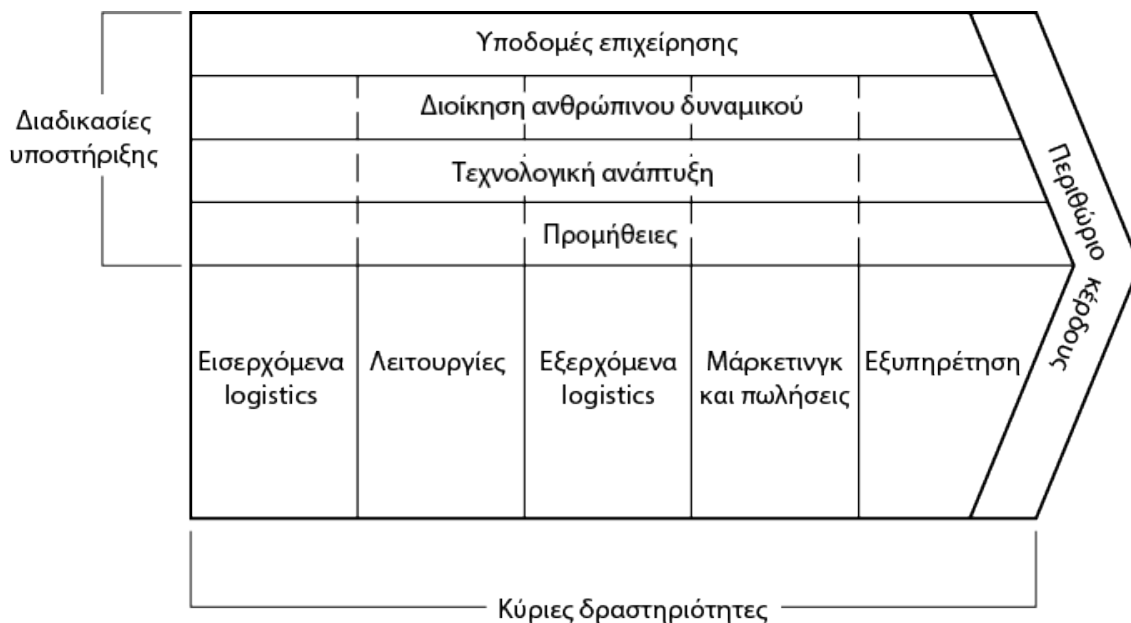 Υποδομές επιχείρησης
Διοίκηση ανθρώπινου δυναμικού
Διαδικασίες
υποστήριξης
Τεχνολογική ανάπτυξη
Προμήθειες
Περιθώριο
κέρδους
Εισερχόμενα
logistics
Λειτουργίες
Εξερχόμενα
logistics
Μάρκετινγκ
και πωλήσεις
Εξυπηρέτηση
Κύριες δραστηριότητες